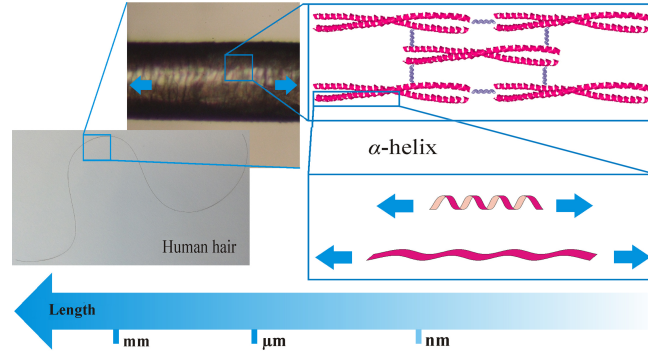 α-helix
Human hair
Length
mm
μm
nm